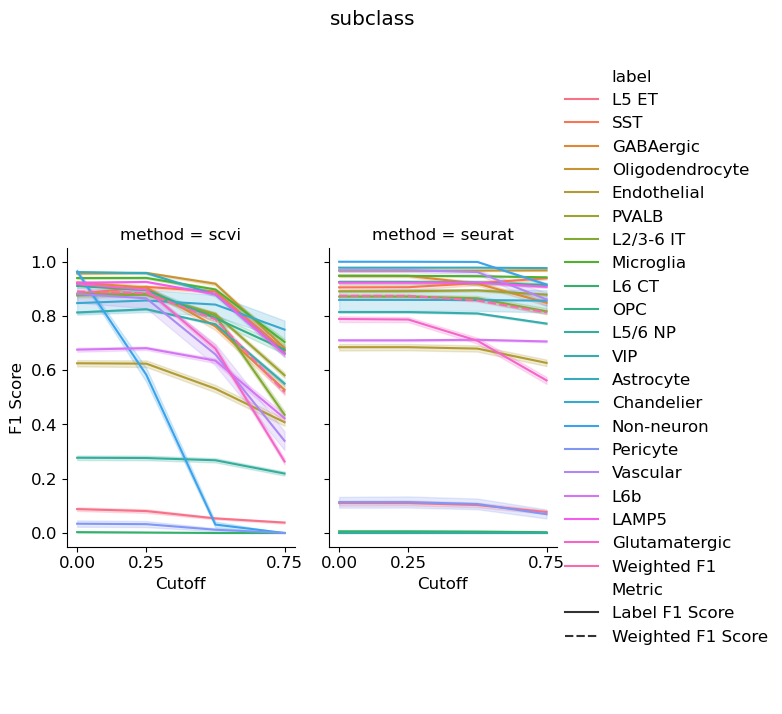 subclass
method = scvi
method = seurat
F1 Score
1.0
0.8
0.6
0.4
0.2
0.0
0.00
0.25
0.75
0.00
0.25
0.75
Cutoff
Cutoff
label
L5 ET
SST
GABAergic
Oligodendrocyte
Endothelial
PVALB
L2/3-6 IT
Microglia
L6 CT
OPC
L5/6 NP
VIP
Astrocyte
Chandelier
Non-neuron
Pericyte
Vascular
L6b
LAMP5
Glutamatergic
Weighted F1
Metric
Label F1 Score
Weighted F1 Score